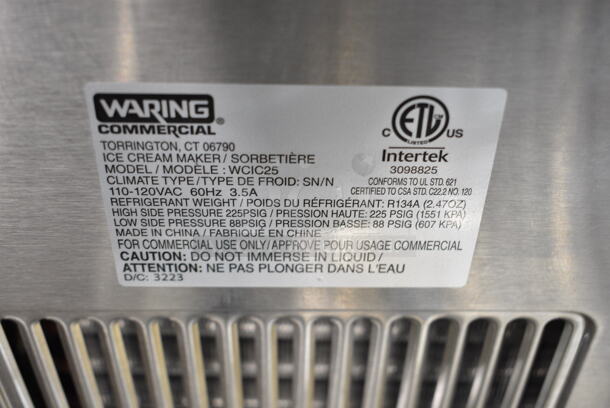 WARING
COMMERCIAL
TORRINGTON, CT 06790
ICE CREAM MAKER / SORBETIÈRE
MODEL / MODÈLE : WCIC25
CLIMATE TYPE / TYPE DE FROID: SN/N
110-120VAC 60Hz 3.5A
REFRIGERANT WEIGHT / POIDS DU RÉFRIGÉRANT: R134A (2.47OZ)
HIGH SIDE PRESSURE 225PSIG / PRESSION HAUTE: 225 PSIG (1551 KPA)
LOW SIDE PRESSURE 88PSIG / PRESSION BASSE: 88 PSIG (607 KPA)
MADE IN CHINA / FABRIQUÉ EN CHINE
FOR COMMERCIAL USE ONLY/APPROVE POUR USAGE COMMERCIAL
CAUTION: DO NOT IMMERSE IN LIQUID /
ATTENTION: NE PAS PLONGER DANS L'EAU
D/C: 3223
C ETL US
LISTED
Intertek
3098825
CONFORMS TO UL STD. 621
CERTIFIED TO CSA STD. C22.2 NO. 120